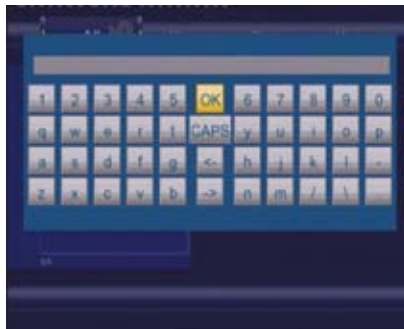 1 2 3 4 5 OK 6 7 8 9 0
q w e r t CAPS y u i o p
a s d f g <- h j k l -
z x c v b -> n m / \